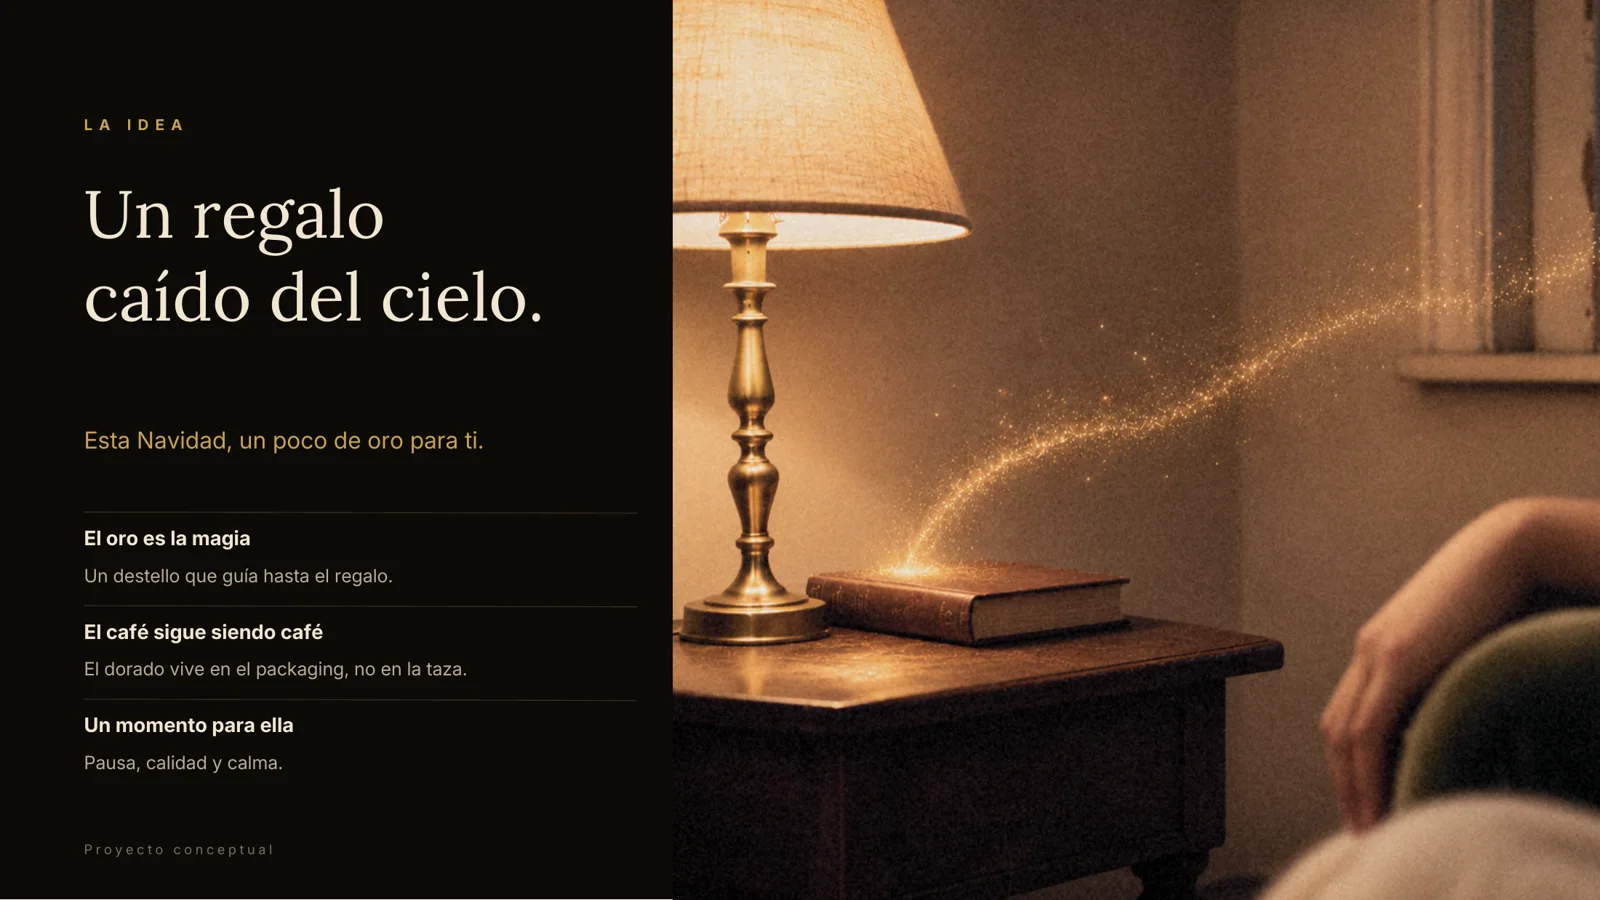 LA IDEA
Un regalo
caído del cielo.
Esta Navidad, un poco de oro para ti.
El oro es la magia
Un destello que guía hasta el regalo.
El café sigue siendo café
El dorado vive en el packaging, no en la taza.
Un momento para ella
Pausa, calidad y calma.
Proyecto conceptual